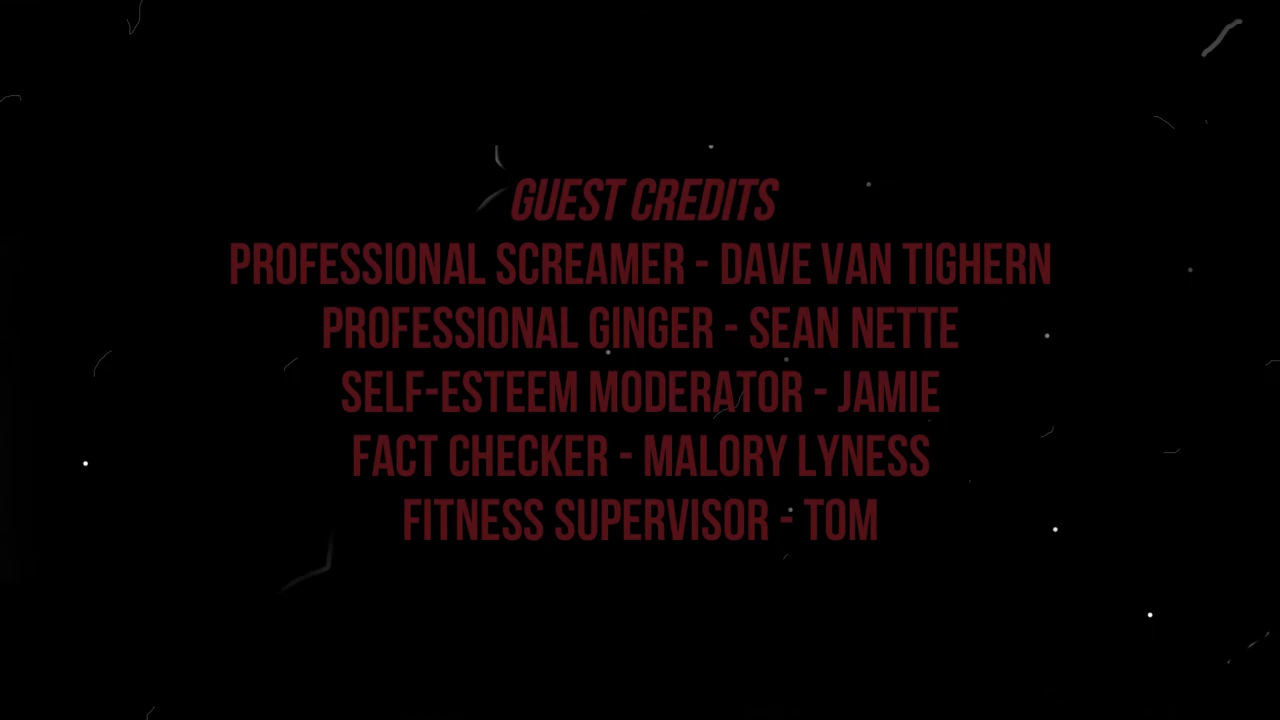 GUEST CREDITS
PROFESSIONAL SCREAMER - DAVE VAN TIGHERN
PROFESSIONAL GINGER - SEAN NETTE
SELF-ESTEEM MODERATOR - JAMIE
FACT CHECKER - MALORY LYNESS
FITNESS SUPERVISOR - TOM